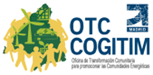 MADRID
OTC
COGITIM
Oficina de Transformación Comunitaria
para promocionar las Comunidades Energéticas